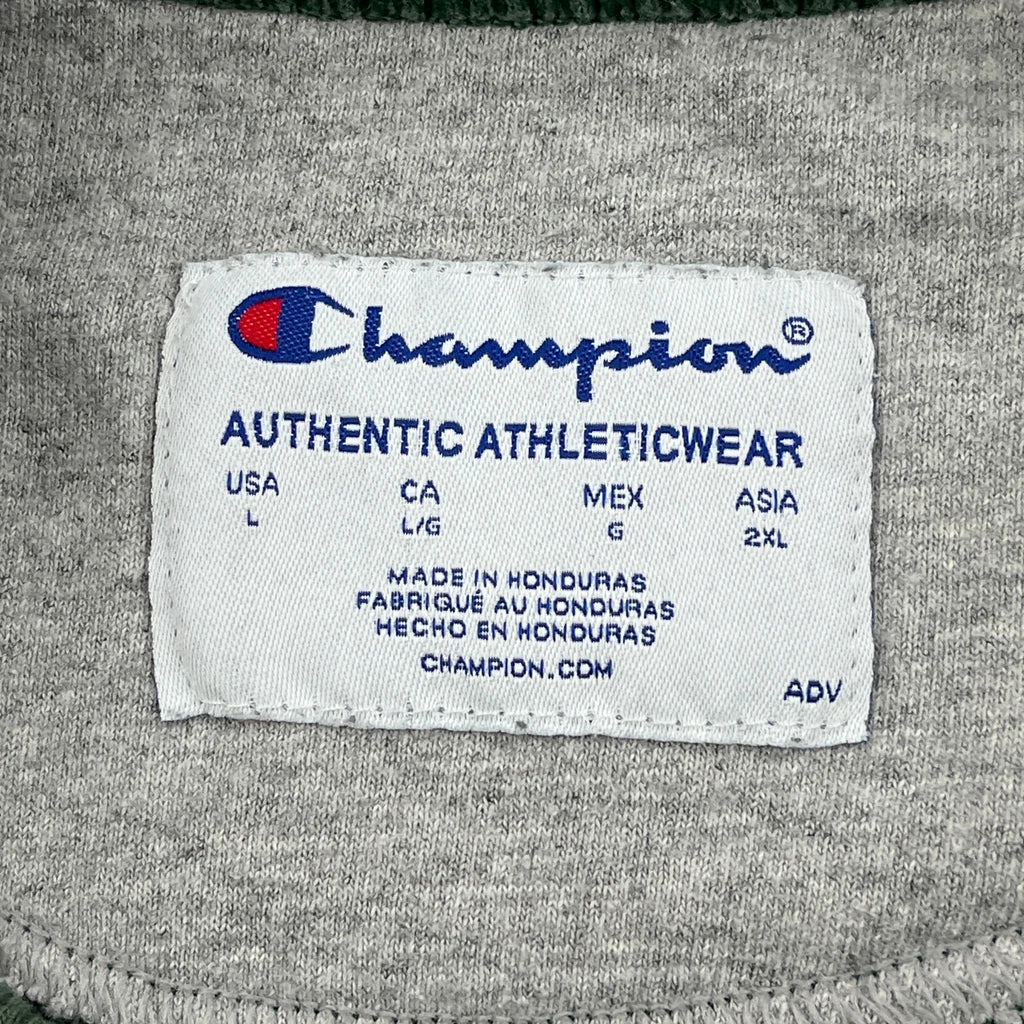 Champion®
AUTHENTIC ATHLETICWEAR
USA CA MEX ASIA
L L/G G 2XL
MADE IN HONDURAS
FABRIQUÉ AU HONDURAS
HECHO EN HONDURAS
CHAMPION.COM
ADV